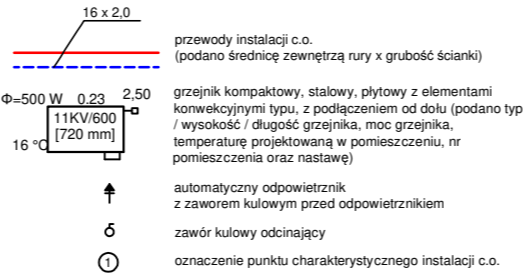 16 x 2,0
przewody instalacji c.o.
(podano średnicę zewnętrzą rury x grubość ścianki)
Φ=500 W 0.23 2,50
11KV/600
[720 mm]
16 °C
grzejnik kompaktowy, stalowy, płytowy z elementami
konwekcyjnymi typu, z podłączeniem od dołu (podano typ
/ wysokość / długość grzejnika, moc grzejnika,
temperaturę projektowaną w pomieszczeniu, nr
pomieszczenia oraz nastawę)
automatyczny odpowietrznik
z zaworem kulowym przed odpowietrznikiem
zawór kulowy odcinający
1
oznaczenie punktu charakterystycznego instalacji c.o.